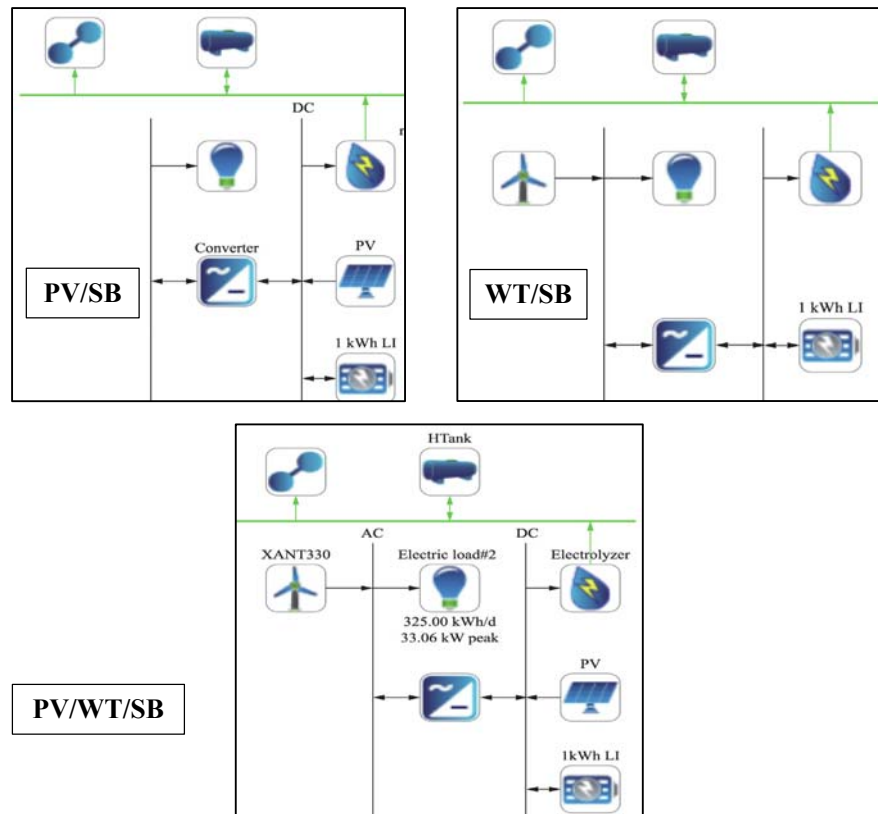 DC
Converter
PV
1 kWh LI
PV/SB
1 kWh LI
WT/SB
HTank
AC
DC
XANT330
Electric load#2
Electrolyzer
325.00 kWh/d
33.06 kW peak
PV
1kWh LI
PV/WT/SB